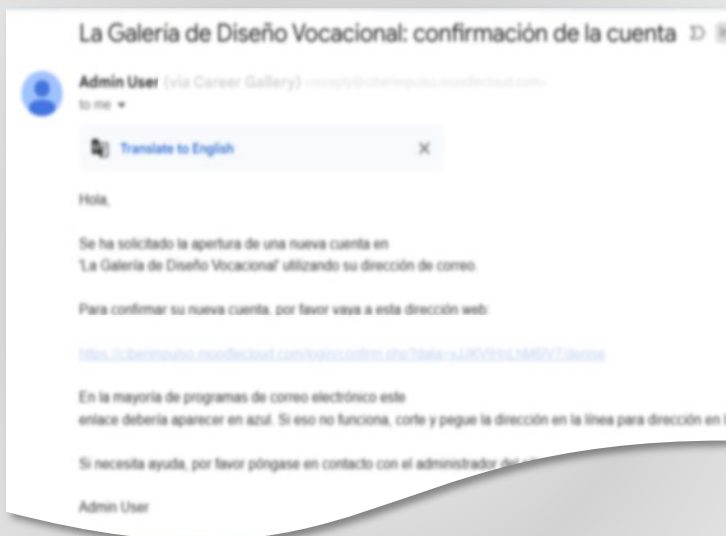 La Galería de Diseño Vocacional: confirmación de la cuenta
Admin User (via Career Gallery)
to me
Translate to English
Hola,
Se ha solicitado la apertura de una nueva cuenta en
'La Galería de Diseño Vocacional' utilizando su dirección de correo.
Para confirmar su nueva cuenta, por favor vaya a esta dirección web:
En la mayoría de programas de correo electrónico este
enlace debería aparecer en azul. Si eso no funciona, corte y pegue la dirección en la línea para dirección en
Si necesita ayuda, por favor póngase en contacto con el administrador del
Admin User